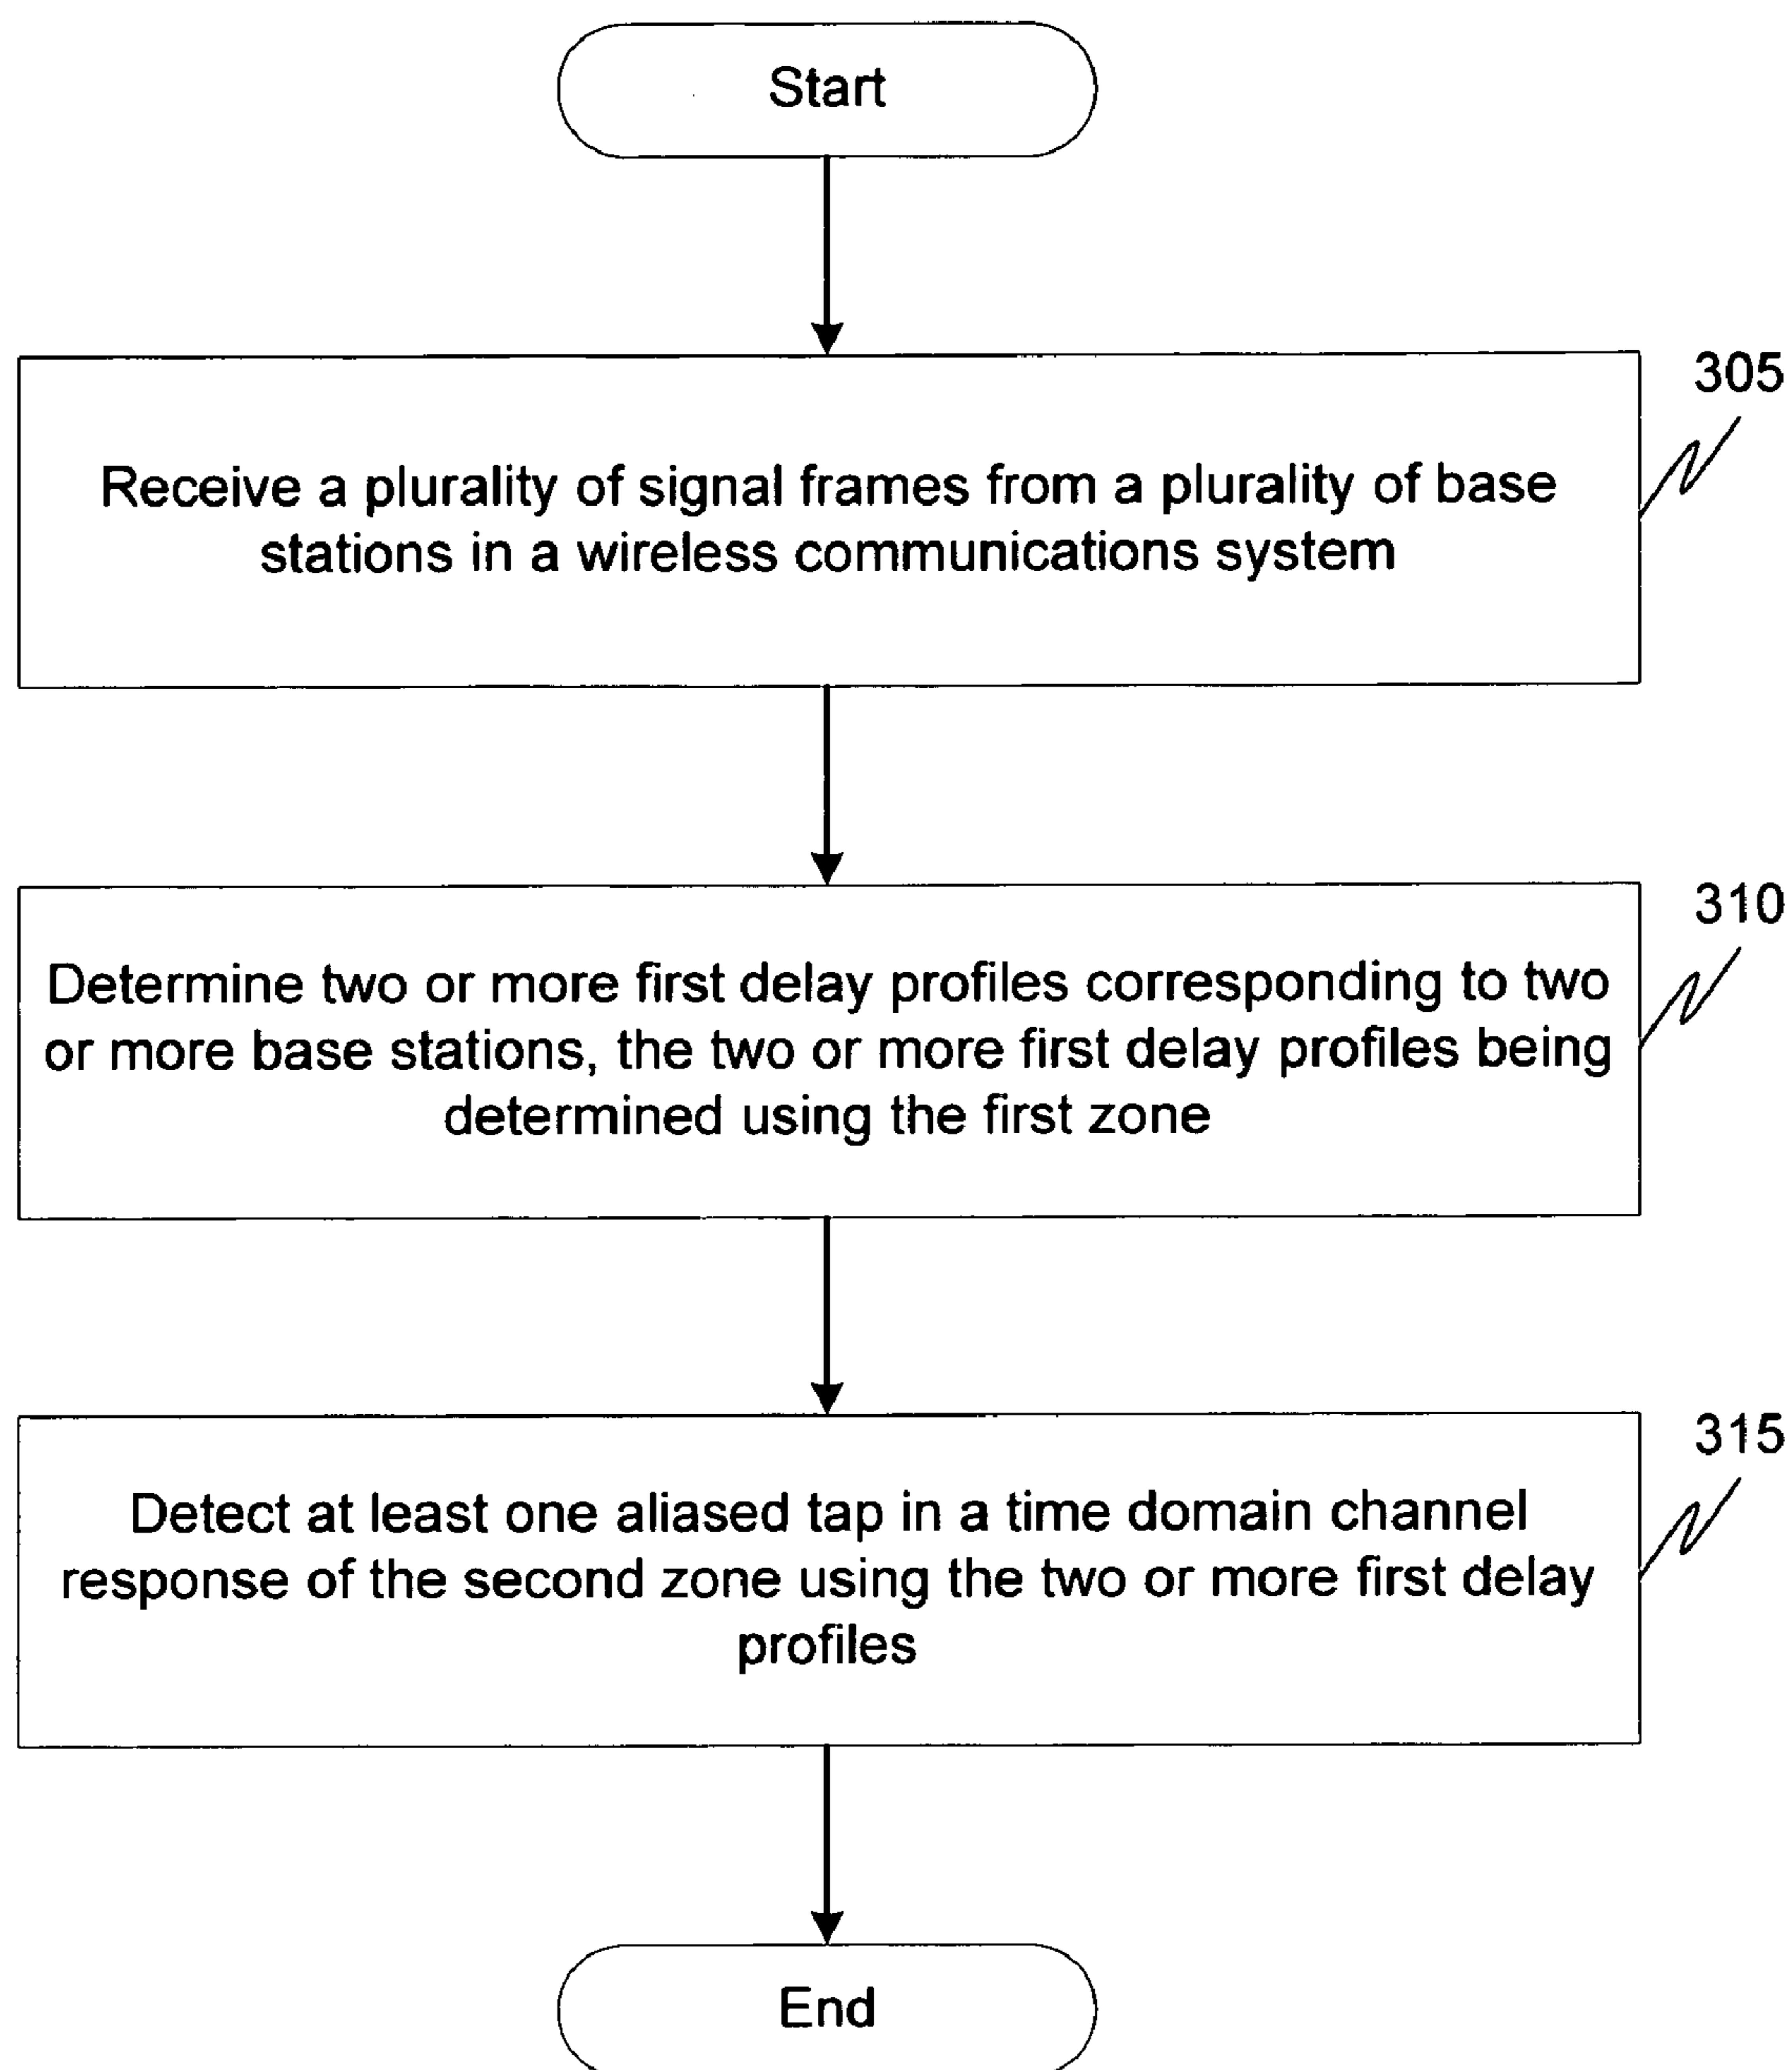 Start
305
Receive a plurality of signal frames from a plurality of base
stations in a wireless communications system
310
Determine two or more first delay profiles corresponding to two
or more base stations, the two or more first delay profiles being
determined using the first zone
315
Detect at least one aliased tap in a time domain channel
response of the second zone using the two or more first delay
profiles
End